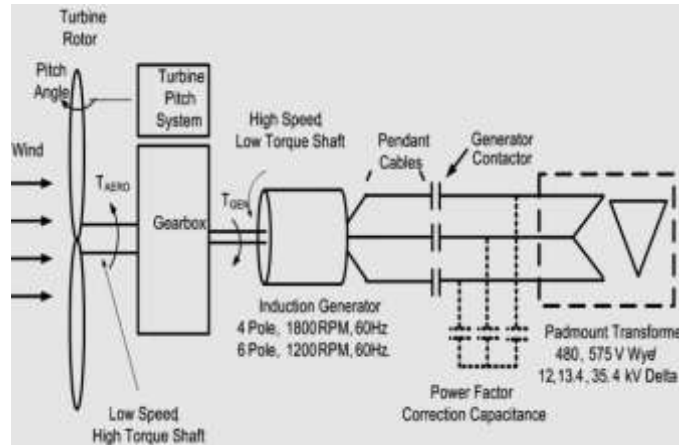 Turbine
Rotor
Pitch
Angle
Turbine
Pitch
System
High Speed
Low Torque Shaft
Pendant
Cables
Generator
Contactor
Wind
TAERO
Gearbox
TGEN
Induction Generator
4 Pole, 1800RPM, 60Hz
6 Pole, 1200RPM, 60Hz.
Padmount Transforme
480, 575 V Wye
12,13.4, 35.4 kV Delta
Power Factor
Correction Capacitance
Low Speed
High Torque Shaft